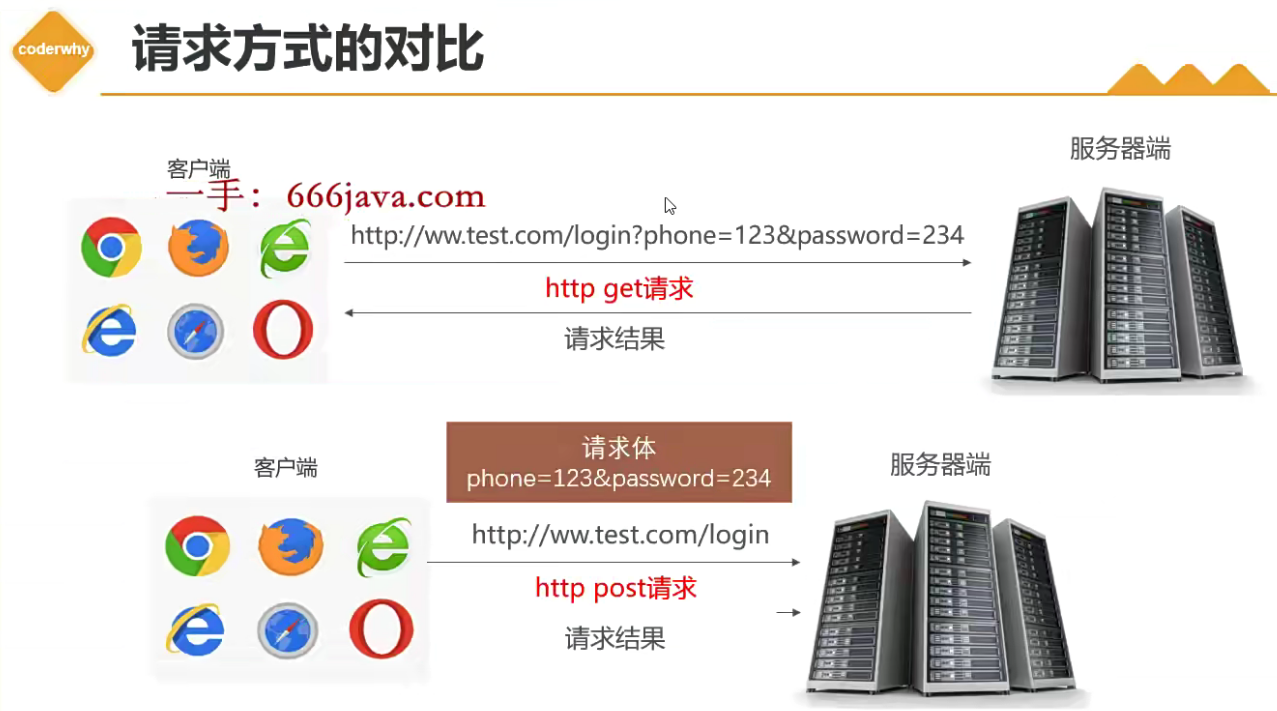 coderwhy
请求方式的对比
服务器端
客户端
一手：666java.com
http://ww.test.com/login?phone=123&password=234
http get请求
请求结果
请求体
phone=123&password=234
客户端
服务器端
http://ww.test.com/login
http post请求
请求结果